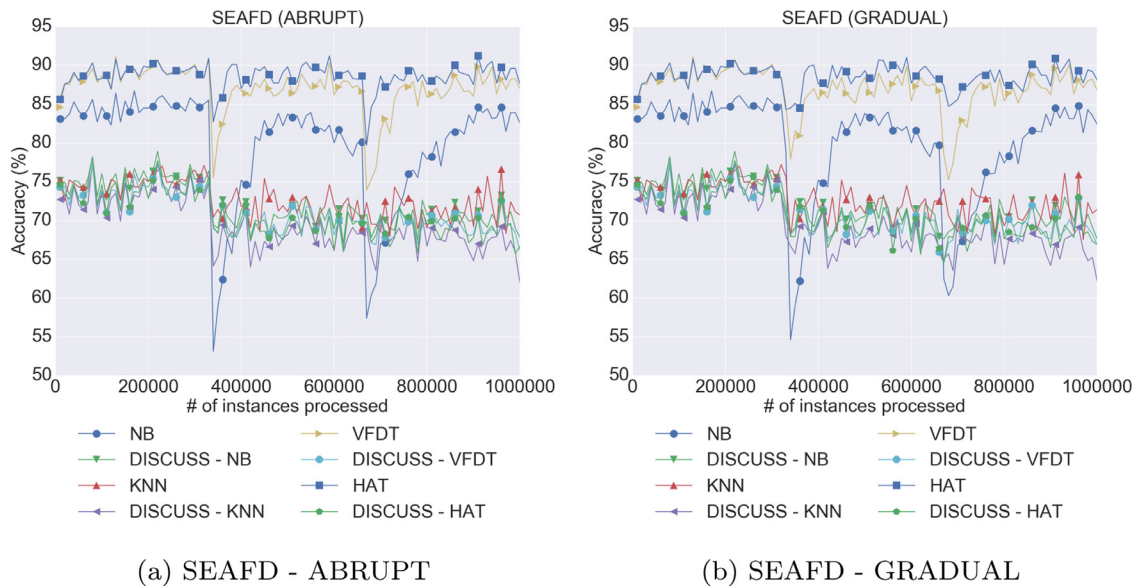 SEAFD (ABRUPT)
95
90
85
80
75
70
65
60
55
50
Accuracy (%)
0 200000 400000 600000 800000 1000000
# of instances processed
NB VFDT
DISCUSS - NB DISCUSS - VFDT
KNN HAT
DISCUSS - KNN DISCUSS - HAT
(a) SEAFD - ABRUPT
SEAFD (GRADUAL)
95
90
85
80
75
70
65
60
55
50
Accuracy (%)
0 200000 400000 600000 800000 1000000
# of instances processed
NB VFDT
DISCUSS - NB DISCUSS - VFDT
KNN HAT
DISCUSS - KNN DISCUSS - HAT
(b) SEAFD - GRADUAL